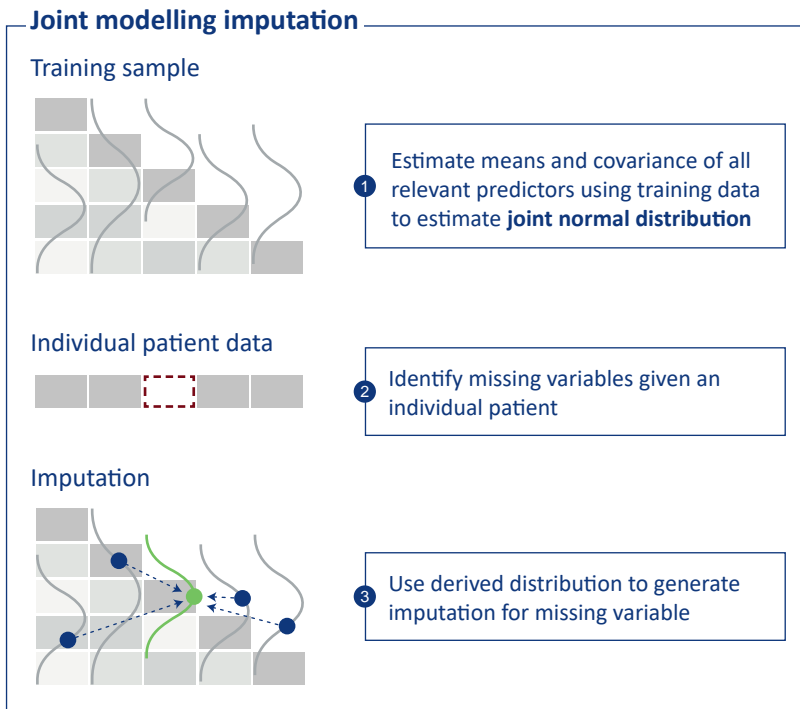 Joint modelling imputation
Training sample
1
Estimate means and covariance of all
relevant predictors using training data
to estimate joint normal distribution
Individual patient data
2
Identify missing variables given an
individual patient
Imputation
3
Use derived distribution to generate
imputation for missing variable